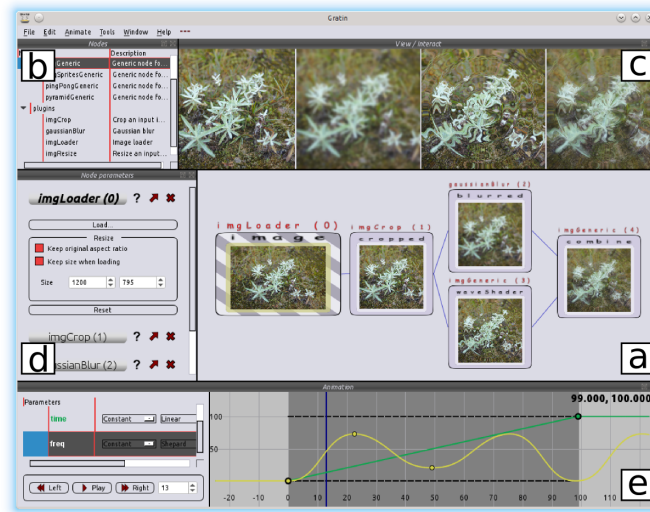 Gratin
File Edit Animate Tools Window Help
Nodes
View / Interact
Description
b
c
Generic Generic node fo...
SpritesGeneric Generic node fo...
pingPongGeneric Generic node fo...
pyramidGeneric Generic node fo...
plugins
imgCrop Crop an input i...
gaussianBlur Gaussian blur
imgLoader Image loader
imgResize Resize an input...
Node parameters
imgLoader (0) ?
Load...
Resize
Keep original aspect ratio
Keep size when loading
Size 1200 795
Reset
imgCrop (1) ?
d
ussianBlur (2) ?
gaussianBlur (2)
blurred
imgLoader (0)
image
imgCrop (1)
cropped
imgGeneric (4)
combine
imgGeneric (3)
waveShader
a
Animation
Parameters
time Constant Linear
freq Constant Shepard
Left Play Right 13
99.000, 100.000
100
50
-20 -10 0 10 20 30 40 50 60 70 80 90 100 110
e